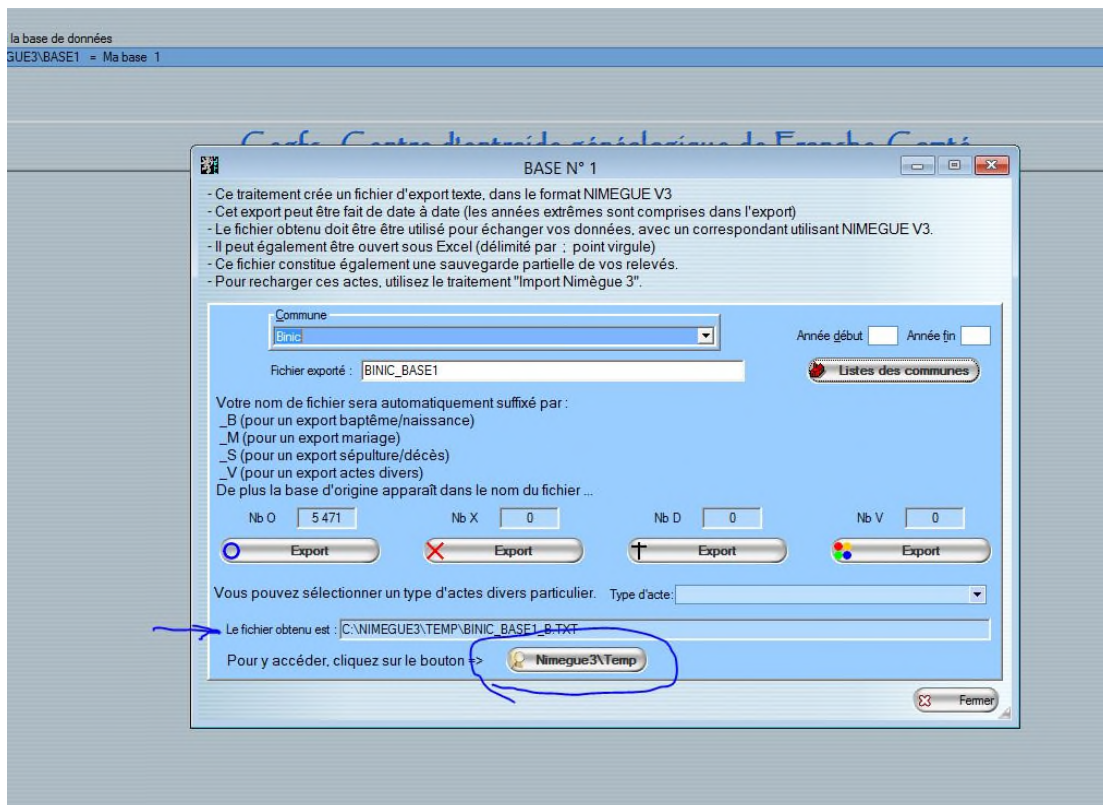 la base de données
GUE3\BASE1 = Ma base 1
Cegfc - Centre d'entraide généalogique de Franche-Comté
BASE N° 1
- Ce traitement crée un fichier d'export texte, dans le format NIMEGUE V3
- Cet export peut être fait de date à date (les années extrêmes sont comprises dans l'export)
- Le fichier obtenu doit être être utilisé pour échanger vos données, avec un correspondant utilisant NIMEGUE V3.
- Il peut également être ouvert sous Excel (délimité par ; point virgule)
- Ce fichier constitue également une sauvegarde partielle de vos relevés.
- Pour recharger ces actes, utilisez le traitement "Import Nimègue 3".
Commune
Binic
Année début Année fin
Fichier exporté : BINIC_BASE1
Listes des communes
Votre nom de fichier sera automatiquement suffixé par :
_B (pour un export baptême/naissance)
_M (pour un export mariage)
_S (pour un export sépulture/décès)
_V (pour un export actes divers)
De plus la base d'origine apparaît dans le nom du fichier ...
Nb O 5 471 Nb X 0 Nb D 0 Nb V 0
Export Export Export Export
Vous pouvez sélectionner un type d'actes divers particulier. Type d'acte:
Le fichier obtenu est : C:\NIMEGUE3\TEMP\BINIC_BASE1_B.TXT
Pour y accéder, cliquez sur le bouton => Nimegue3\Temp
Fermer